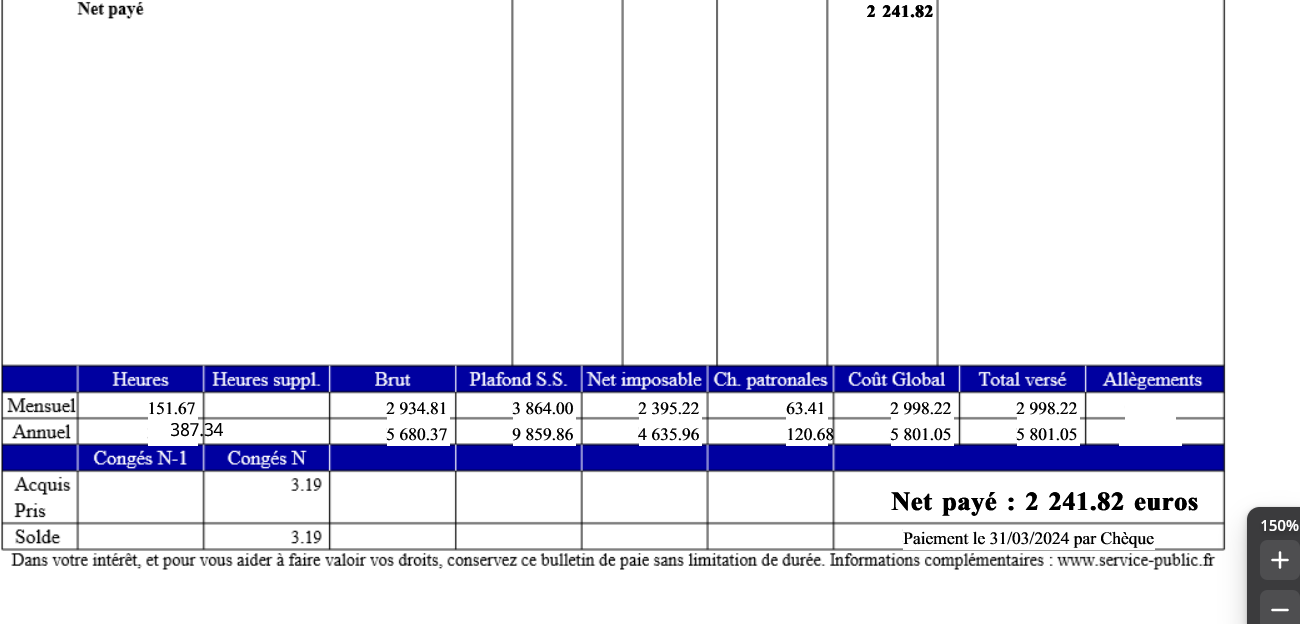 Net payé 2 241.82
Heures Heures suppl. Brut Plafond S.S. Net imposable Ch. patronales Coût Global Total versé Allègements
Mensuel 151.67 2 934.81 3 864.00 2 395.22 63.41 2 998.22 2 998.22
Annuel 387.34 5 680.37 9 859.86 4 635.96 120.68 5 801.05 5 801.05
Congés N-1 Congés N
Acquis 3.19
Net payé : 2 241.82 euros
Pris
Solde 3.19 Paiement le 31/03/2024 par Chèque
Dans votre intérêt, et pour vous aider à faire valoir vos droits, conservez ce bulletin de paie sans limitation de durée. Informations complémentaires : www.service-public.fr
150%
+
−